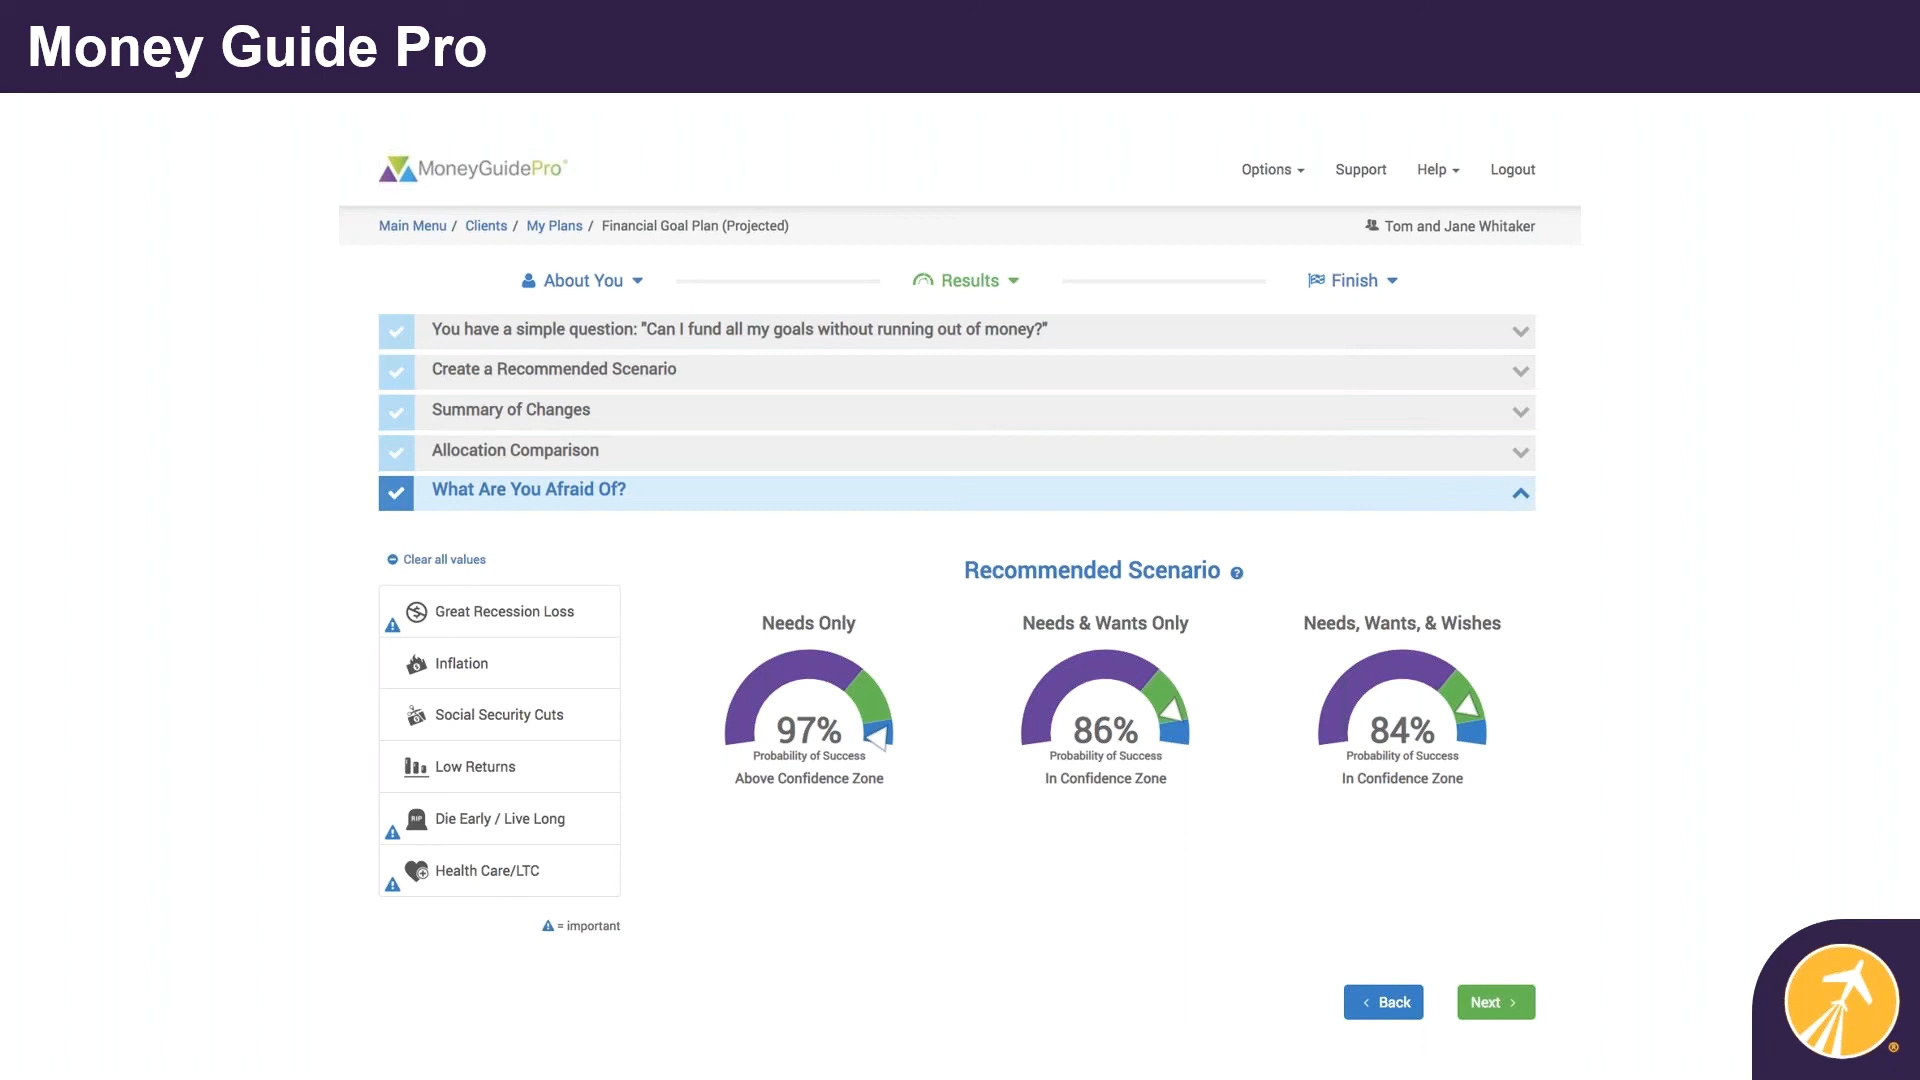 Money Guide Pro
MoneyGuidePro™
Options
Support
Help
Logout
Main Menu / Clients / My Plans / Financial Goal Plan (Projected)
Tom and Jane Whitaker
About You
Results
Finish
You have a simple question: "Can I fund all my goals without running out of money?"
Create a Recommended Scenario
Summary of Changes
Allocation Comparison
What Are You Afraid Of?
Clear all values
Great Recession Loss
Inflation
Social Security Cuts
Low Returns
RIP
Die Early / Live Long
Health Care/LTC
= important
Recommended Scenario
Needs Only
97%
Probability of Success
Above Confidence Zone
Needs & Wants Only
86%
Probability of Success
In Confidence Zone
Needs, Wants, & Wishes
84%
Probability of Success
In Confidence Zone
Back
Next
®